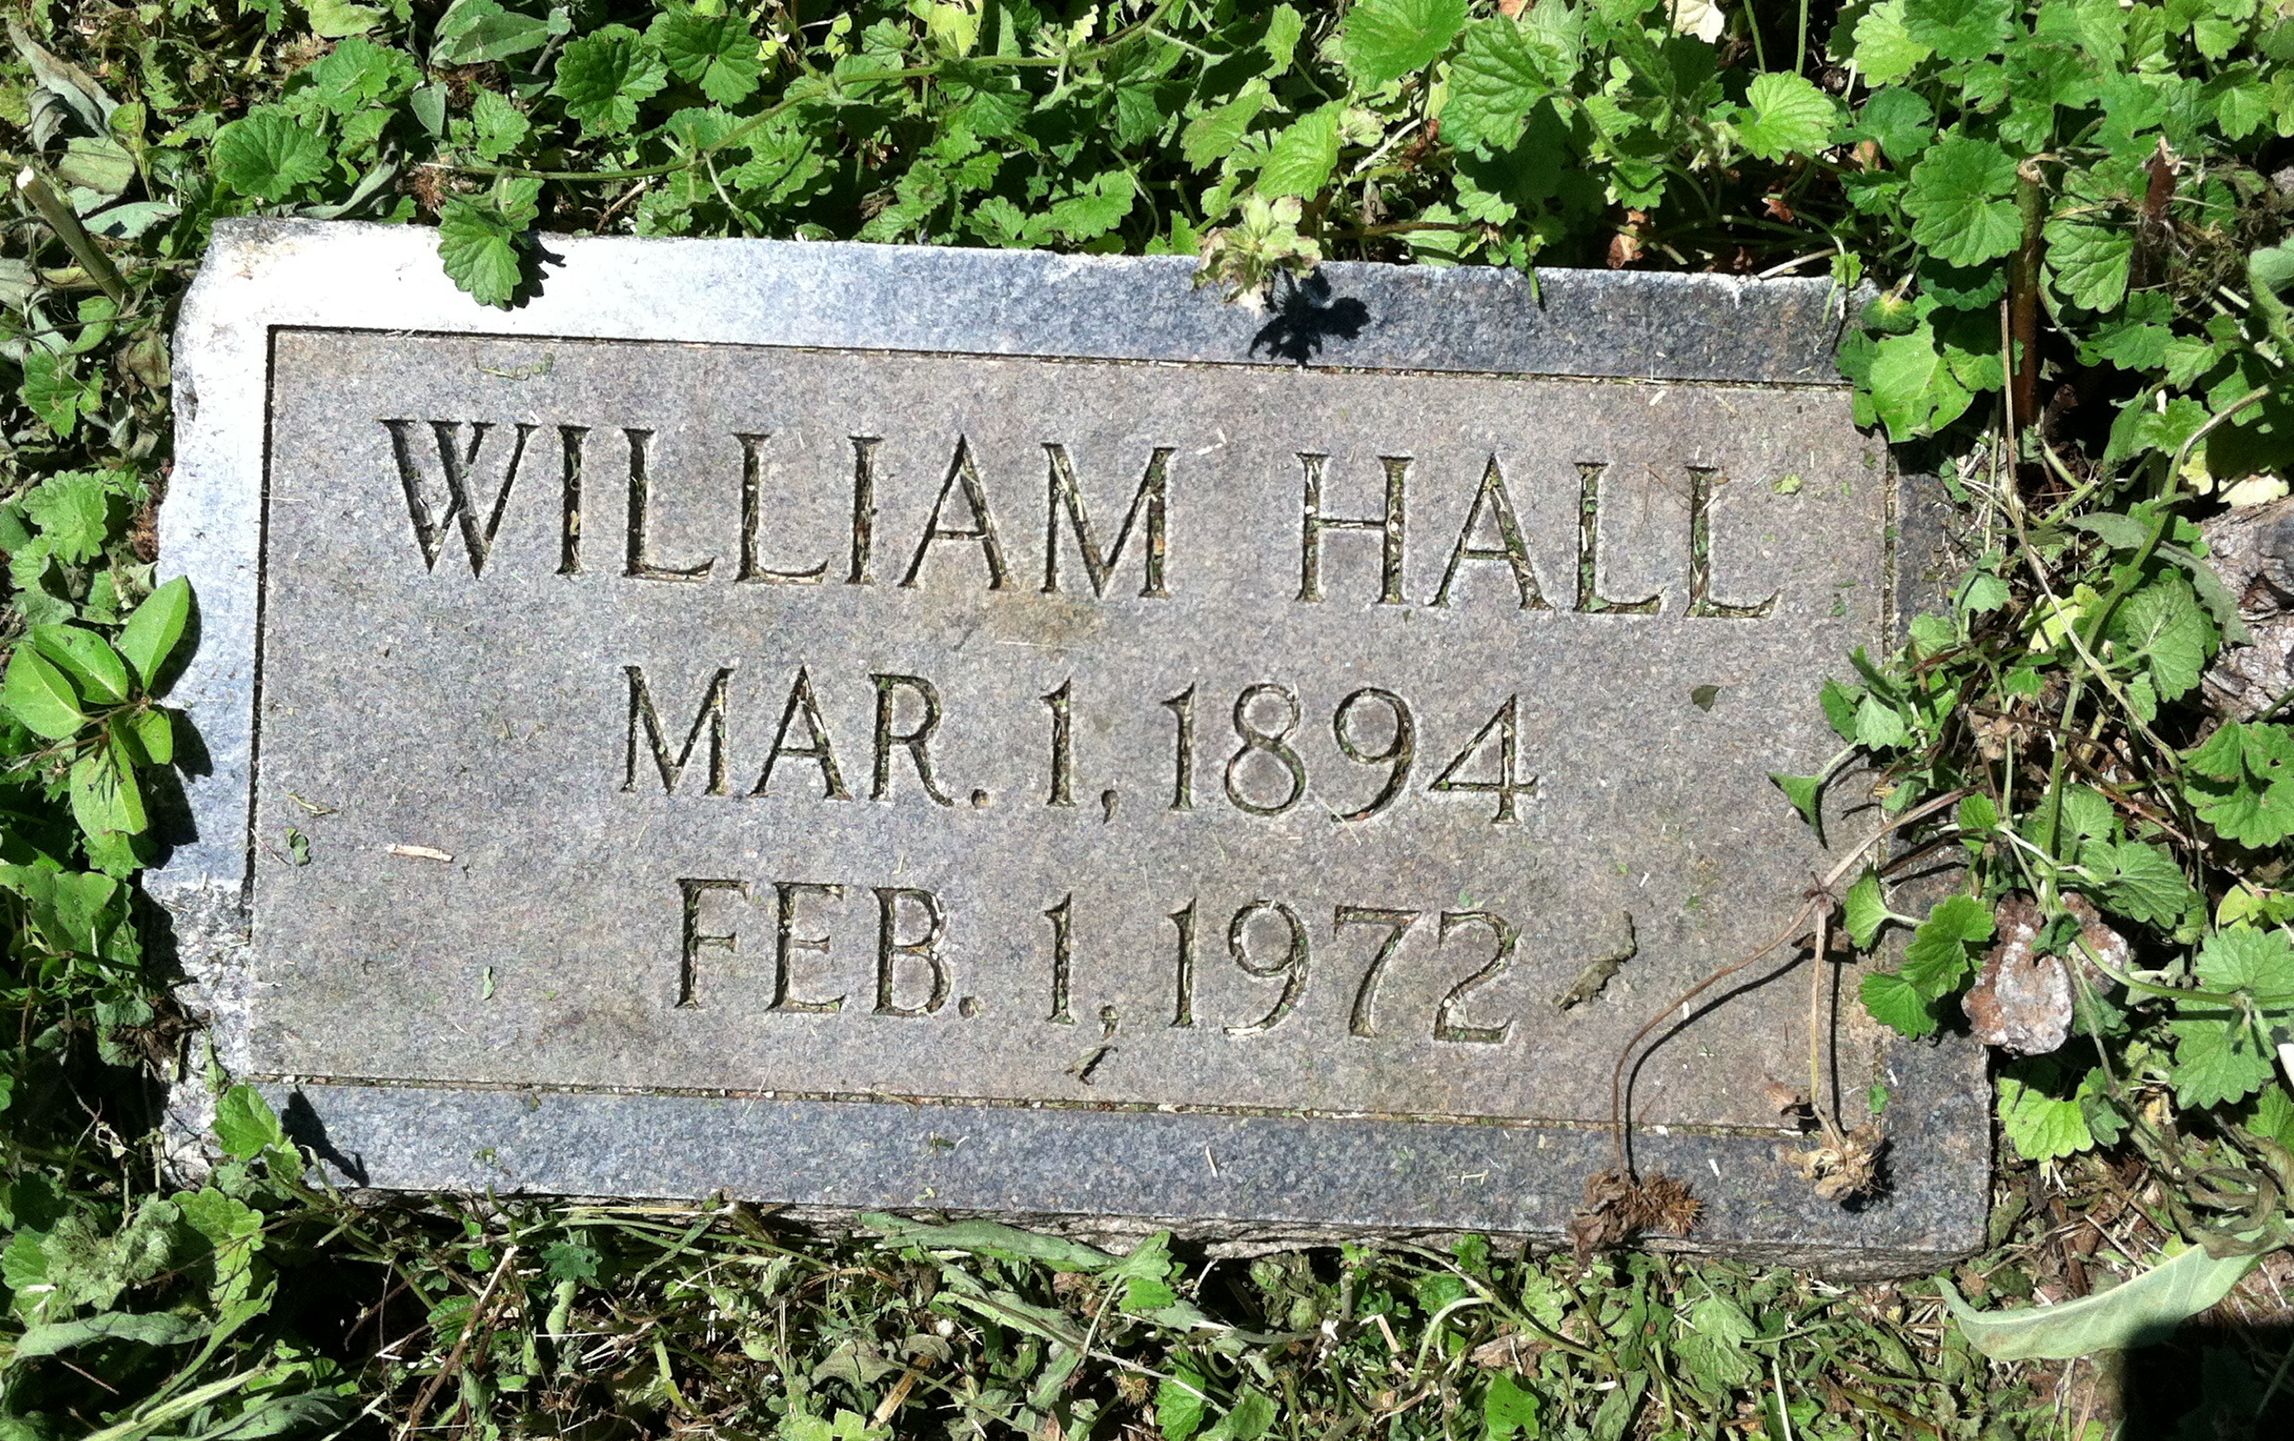 WILLIAM HALL
MAR. 1, 1894
FEB. 1, 1972